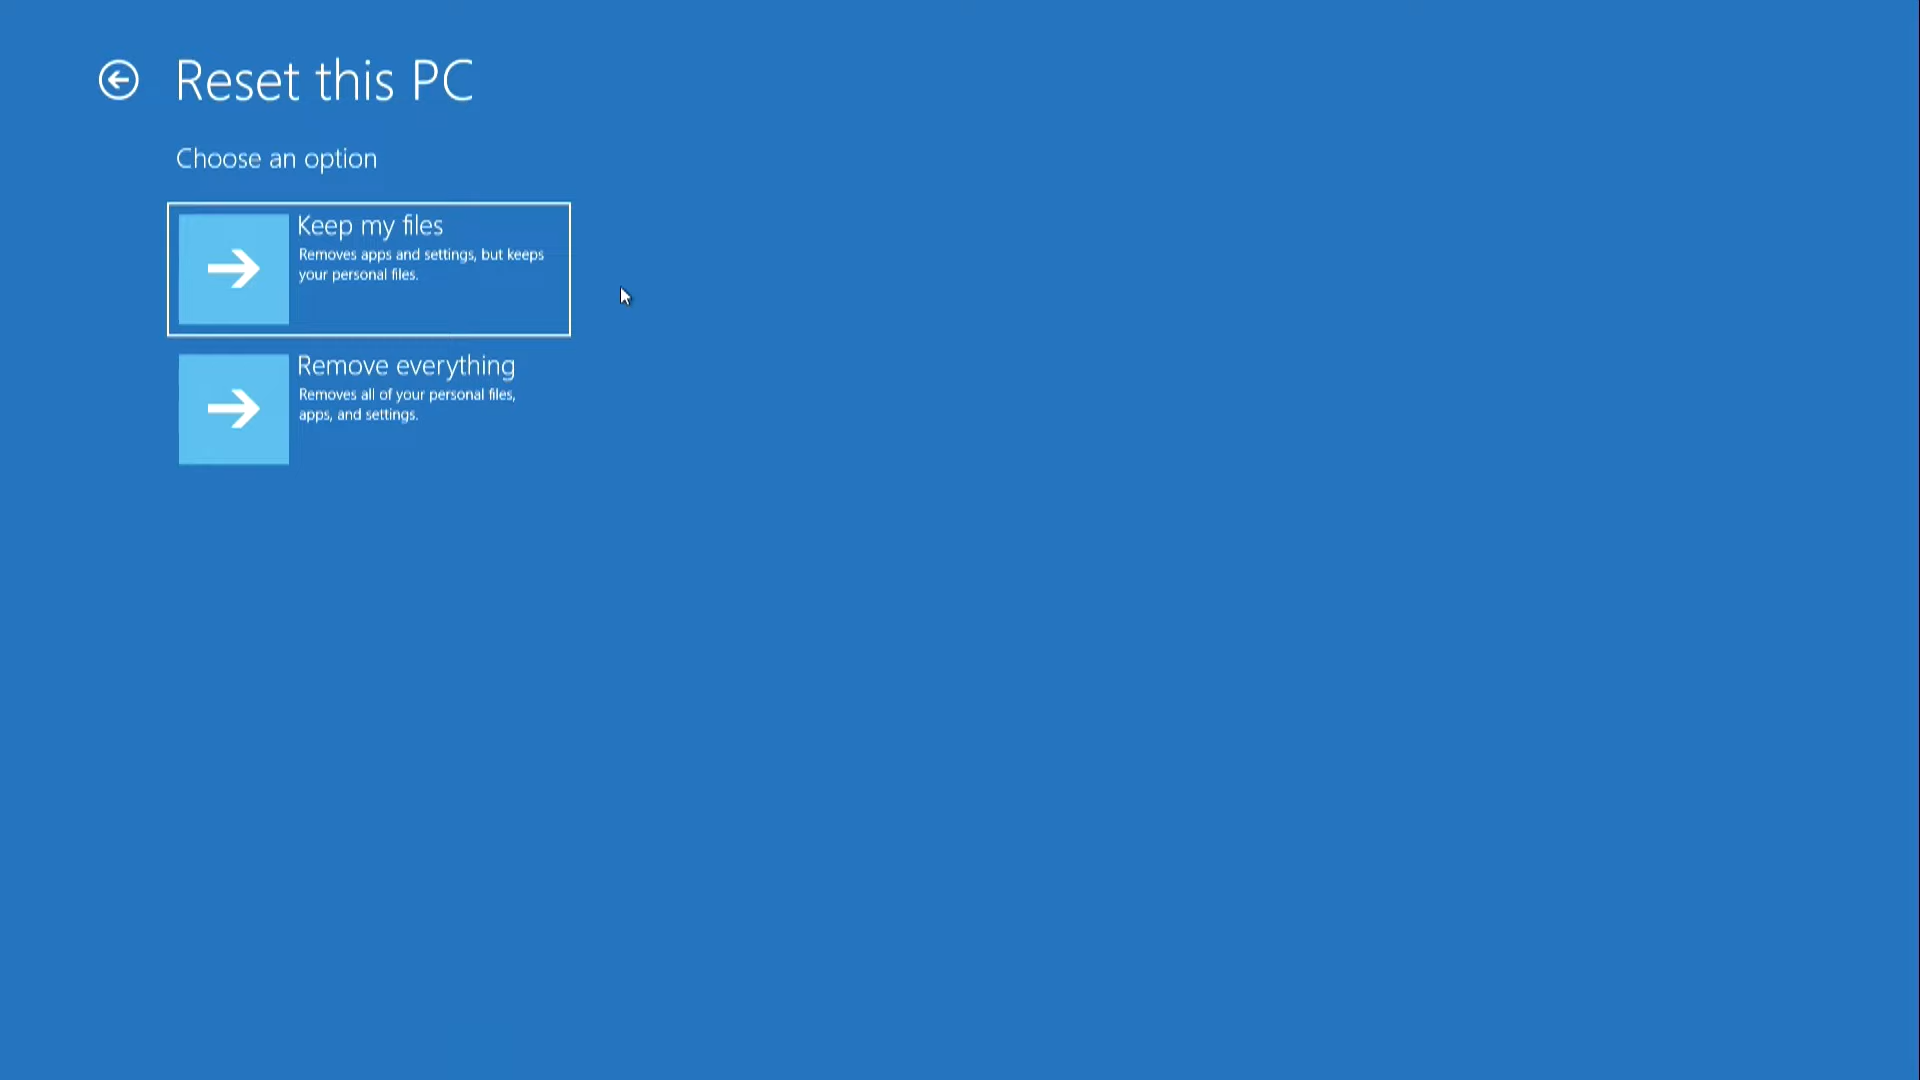 Reset this PC
Choose an option
Keep my files
Removes apps and settings, but keeps
your personal files.
Remove everything
Removes all of your personal files,
apps, and settings.